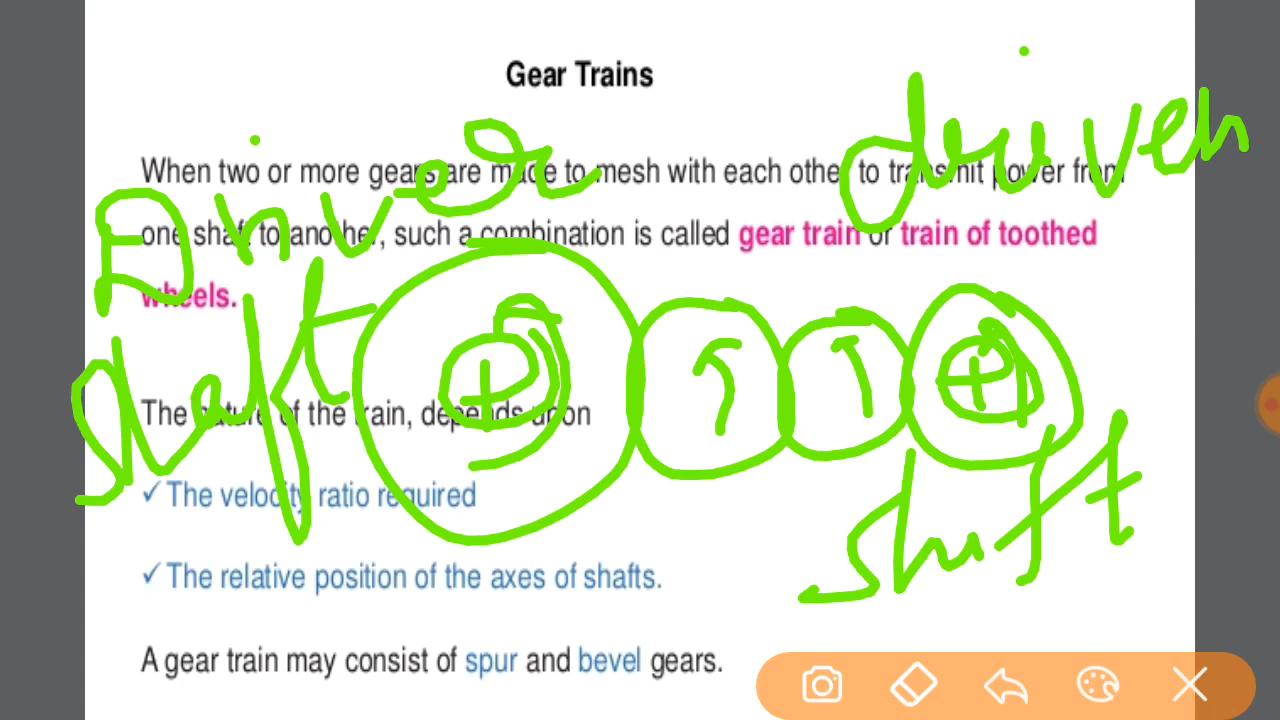 Gear Trains
When two or more gears are made to mesh with each other to transmit power from
one shaft to another, such a combination is called gear train or train of toothed
wheels.
Driver
driven
shaft
The nature of the train, depends upon
✓ The velocity ratio required
shaft
✓ The relative position of the axes of shafts.
A gear train may consist of spur and bevel gears.